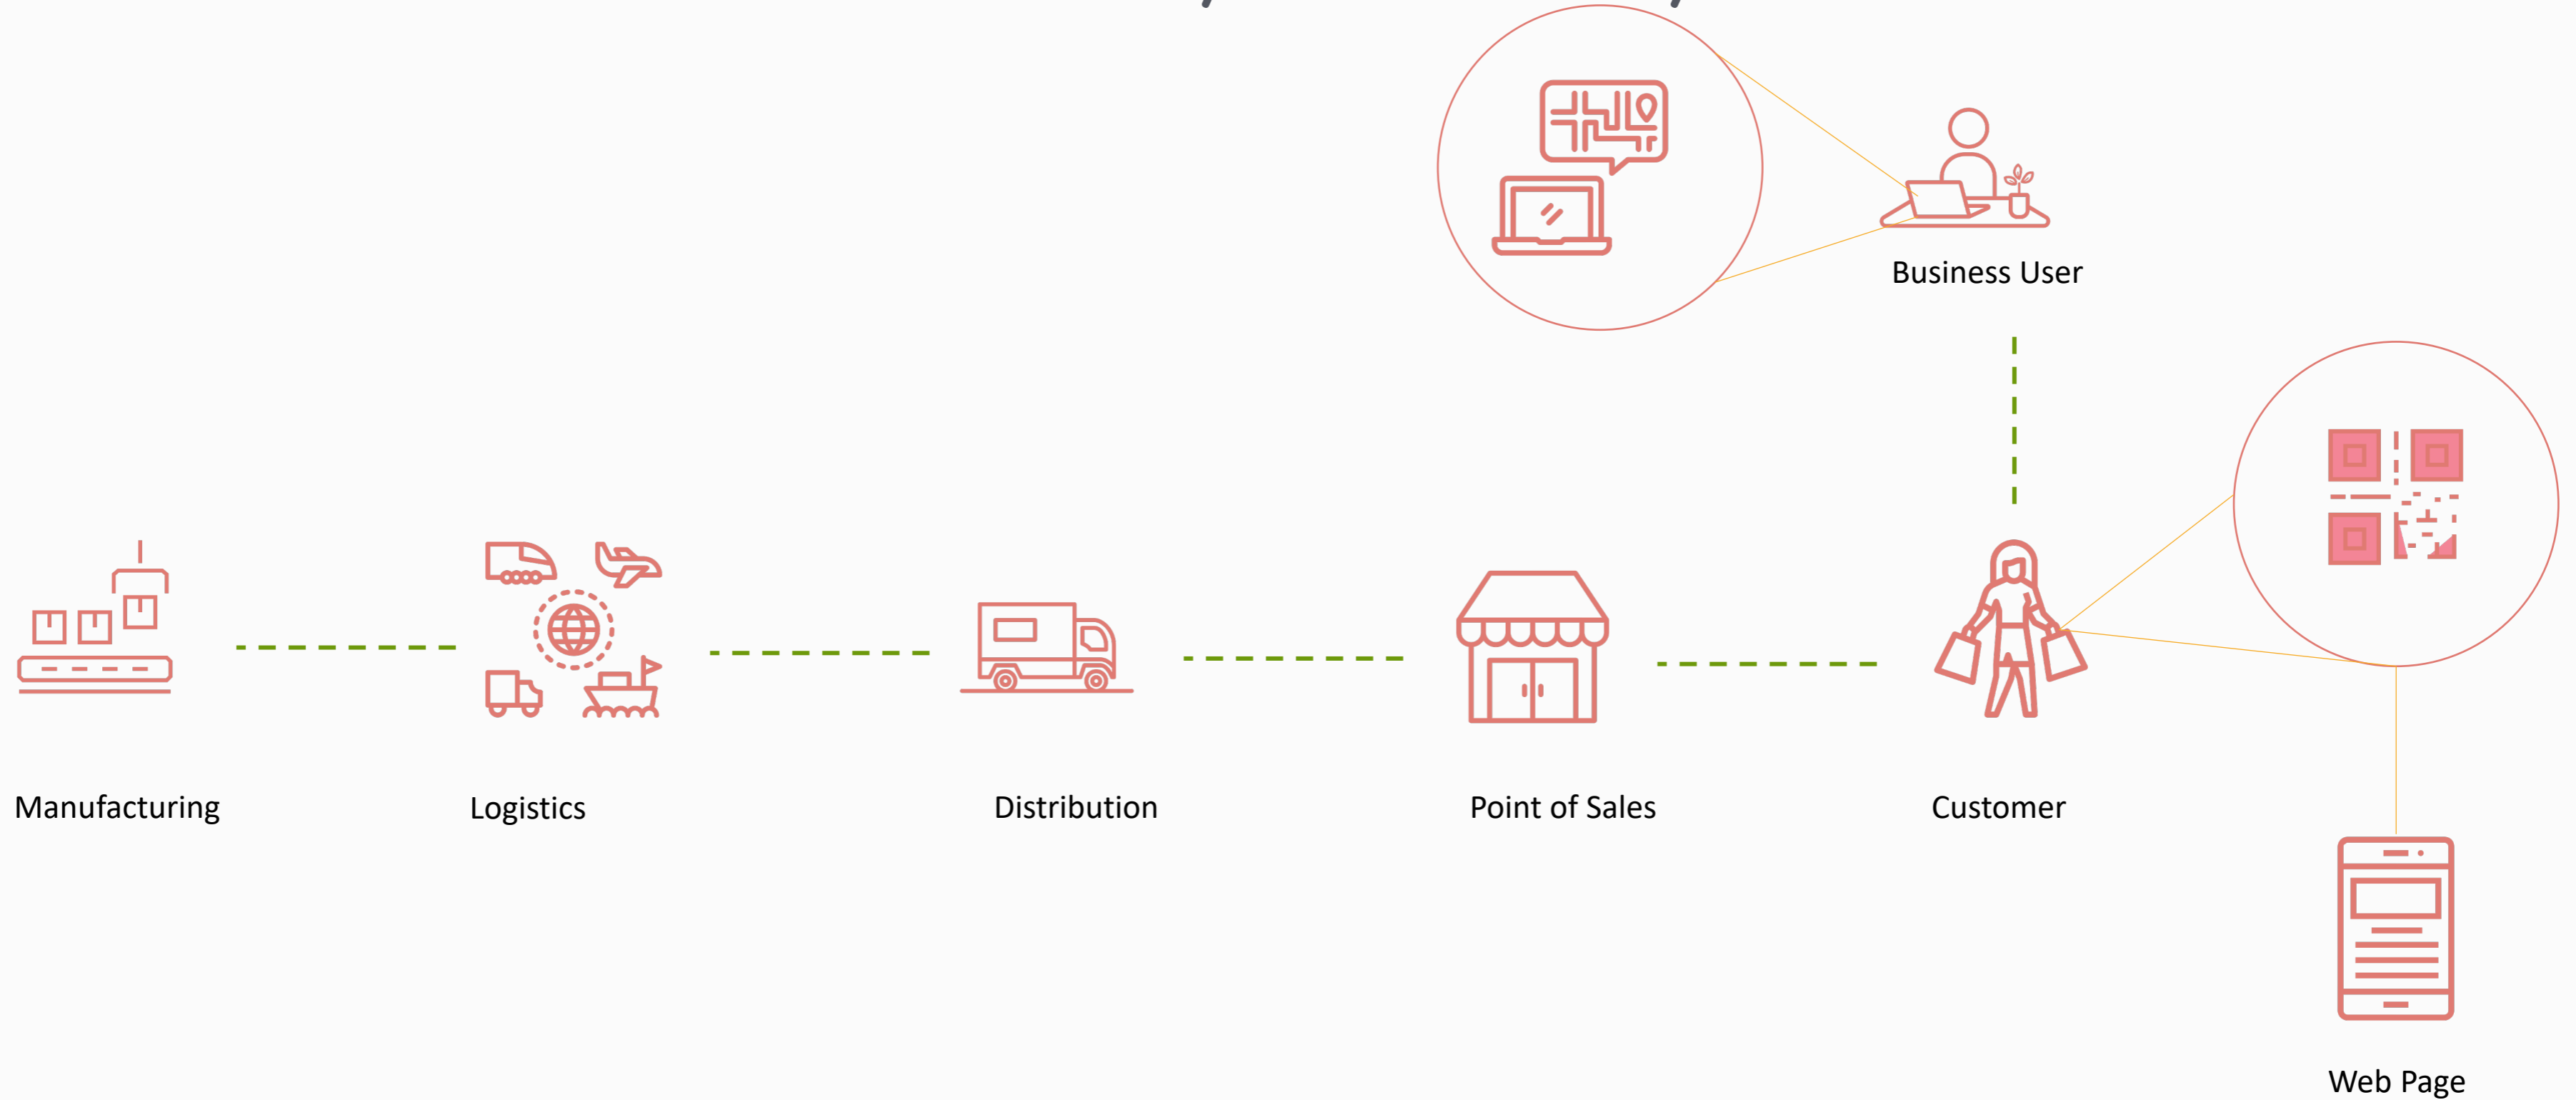 Business User
Manufacturing
Logistics
Distribution
Point of Sales
Customer
Web Page